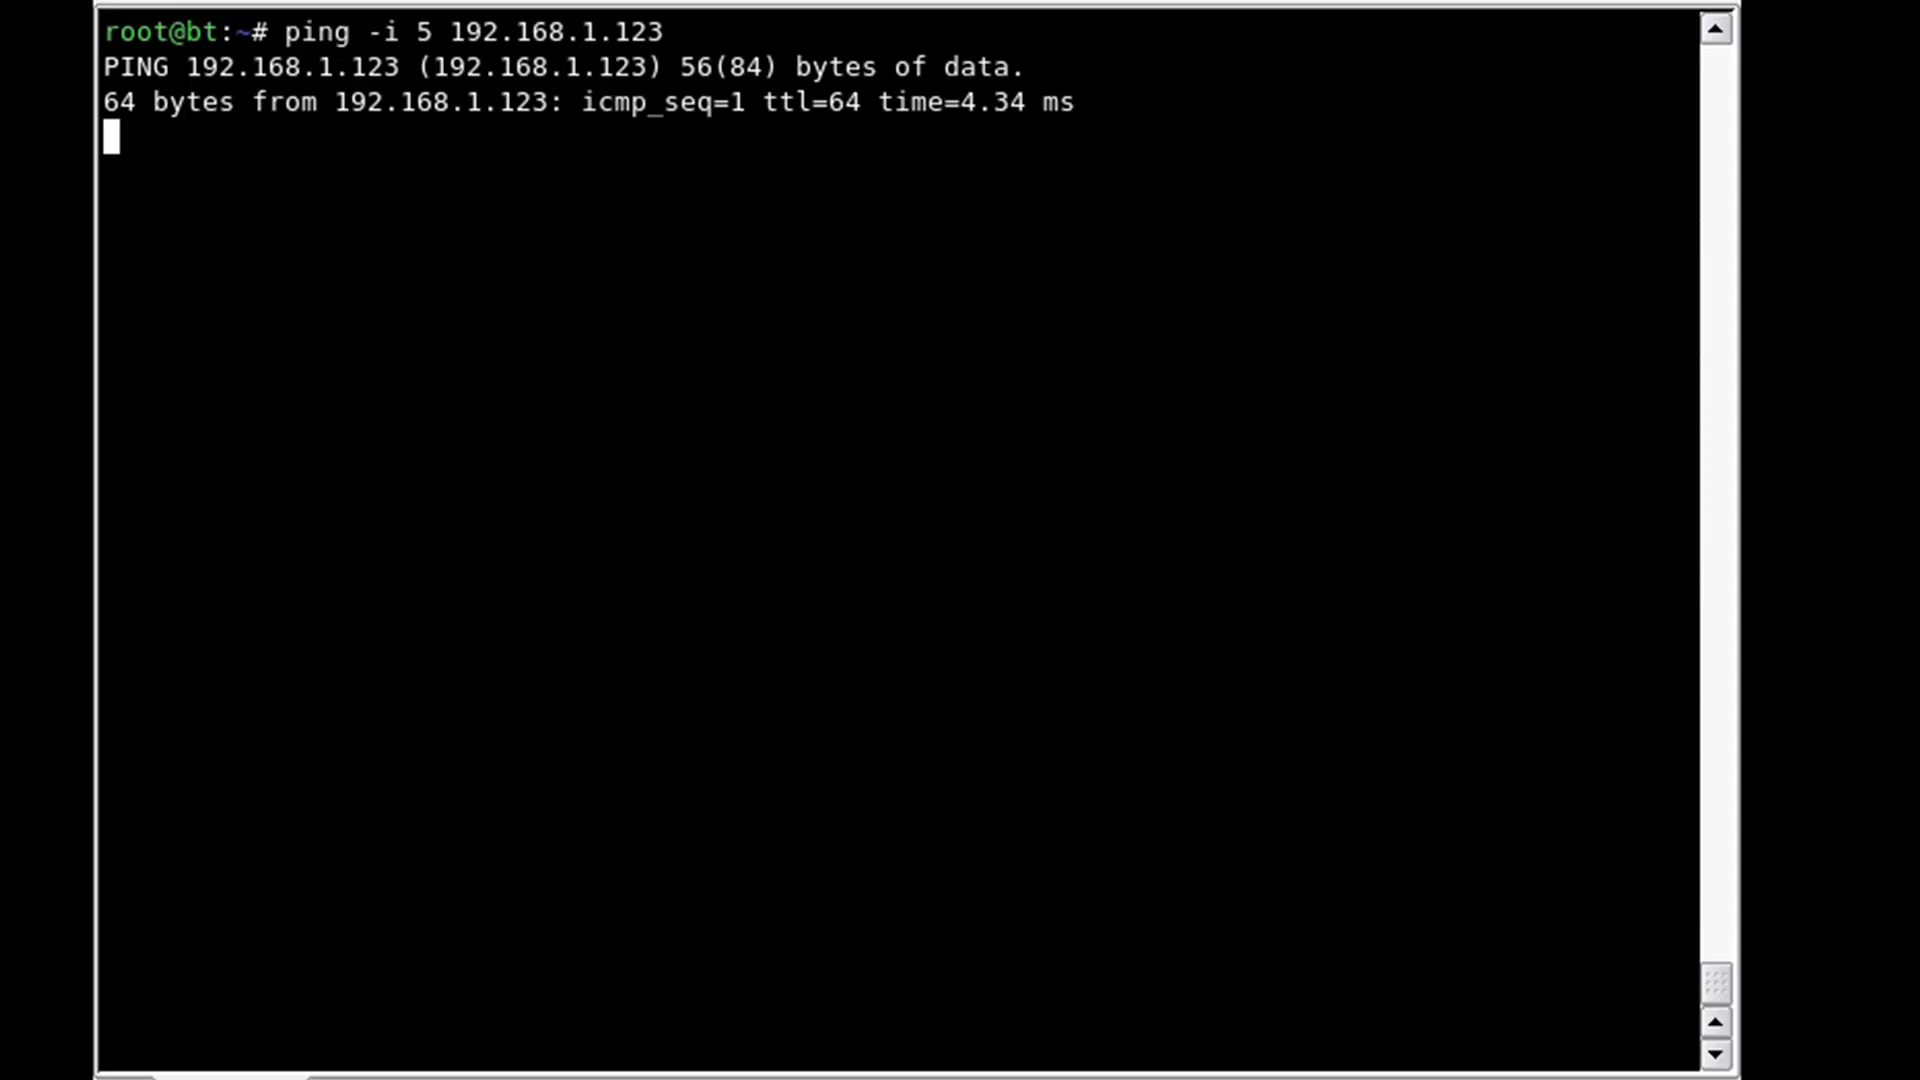 root@bt:~# ping -i 5 192.168.1.123
PING 192.168.1.123 (192.168.1.123) 56(84) bytes of data.
64 bytes from 192.168.1.123: icmp_seq=1 ttl=64 time=4.34 ms